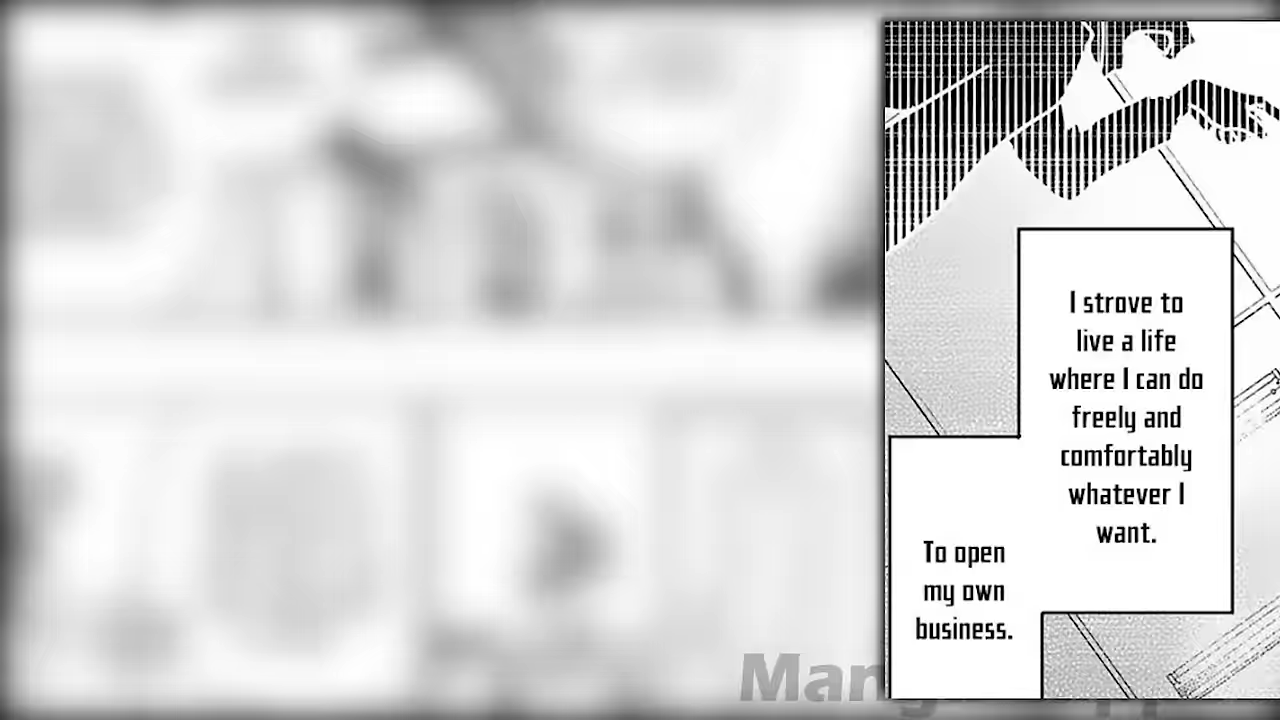 I strove to
live a life
where I can do
freely and
comfortably
whatever I
want.
To open
my own
business.